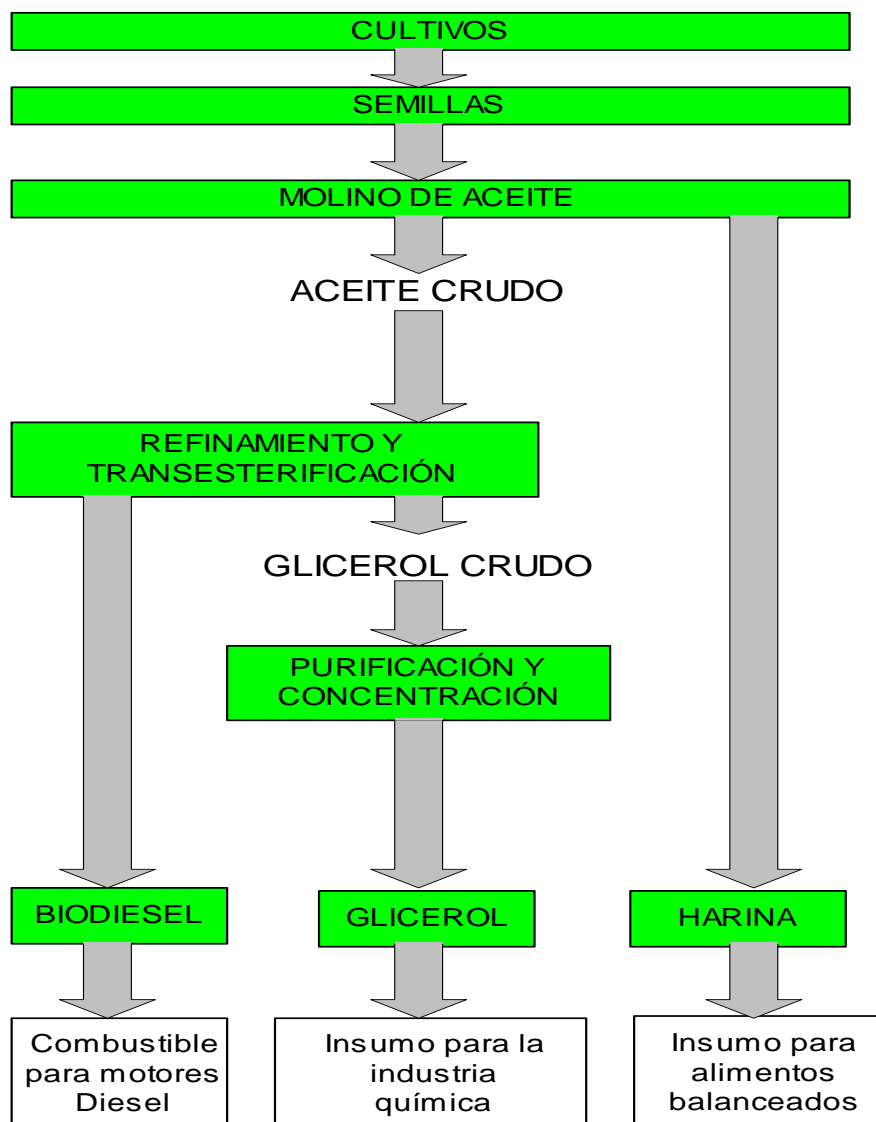 CULTIVOS
SEMILLAS
MOLINO DE ACEITE
ACEITE CRUDO
REFINAMIENTO Y
TRANSESTERIFICACIÓN
GLICEROL CRUDO
PURIFICACIÓN Y
CONCENTRACIÓN
BIODIESEL
GLICEROL
HARINA
Combustible
para motores
Diesel
Insumo para la
industria
química
Insumo para
alimentos
balanceados